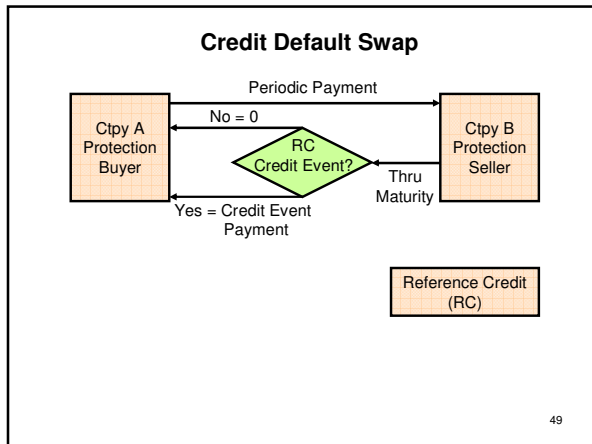 Credit Default Swap
Periodic Payment
Ctpy A
Protection
Buyer
No = 0
RC
Credit Event?
Ctpy B
Protection
Seller
Thru
Maturity
Yes = Credit Event
Payment
Reference Credit
(RC)
49